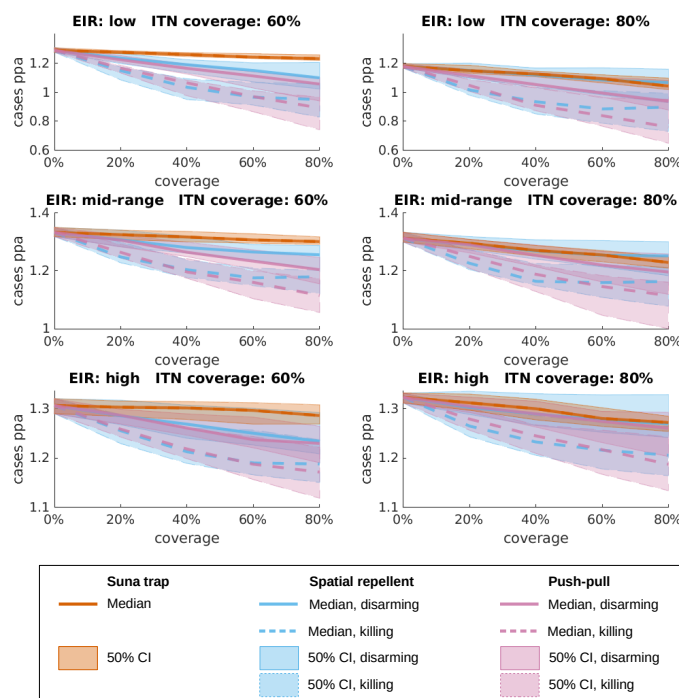 EIR: low   ITN coverage: 60%
EIR: low   ITN coverage: 80%
cases ppa
1.2
1
0.8
0.6
0%
20%
40%
60%
80%
coverage
cases ppa
1.2
1
0.8
0.6
0%
20%
40%
60%
80%
coverage
EIR: mid-range   ITN coverage: 60%
EIR: mid-range   ITN coverage: 80%
cases ppa
1.4
1.2
1
0%
20%
40%
60%
80%
coverage
cases ppa
1.4
1.2
1
0%
20%
40%
60%
80%
coverage
EIR: high   ITN coverage: 60%
EIR: high   ITN coverage: 80%
cases ppa
1.3
1.2
1.1
0%
20%
40%
60%
80%
coverage
cases ppa
1.3
1.2
1.1
0%
20%
40%
60%
80%
coverage
Suna trap
Spatial repellent
Push-pull
Median
Median, disarming
Median, disarming
Median, killing
Median, killing
50% CI
50% CI, disarming
50% CI, disarming
50% CI, killing
50% CI, killing